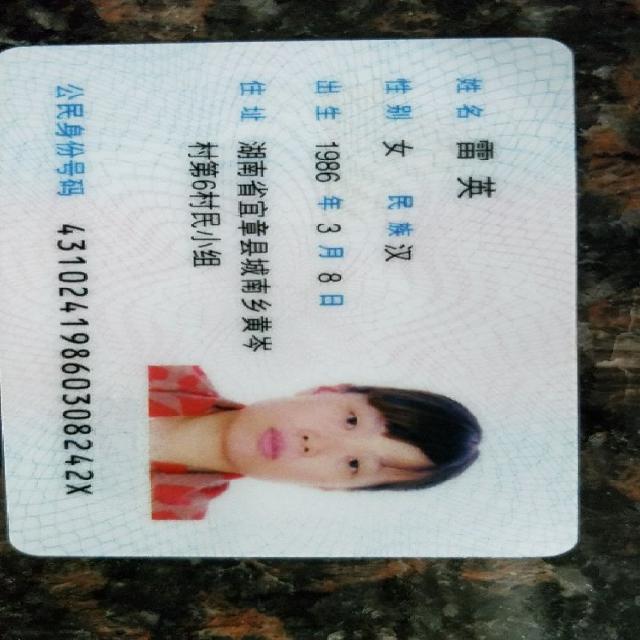 姓名 雷英
性别 女 民族 汉
出生 1986 年 3 月 8 日
住址 湖南省宜章县城南乡黄岑
村第6村民小组
公民身份号码 43102419860308242X